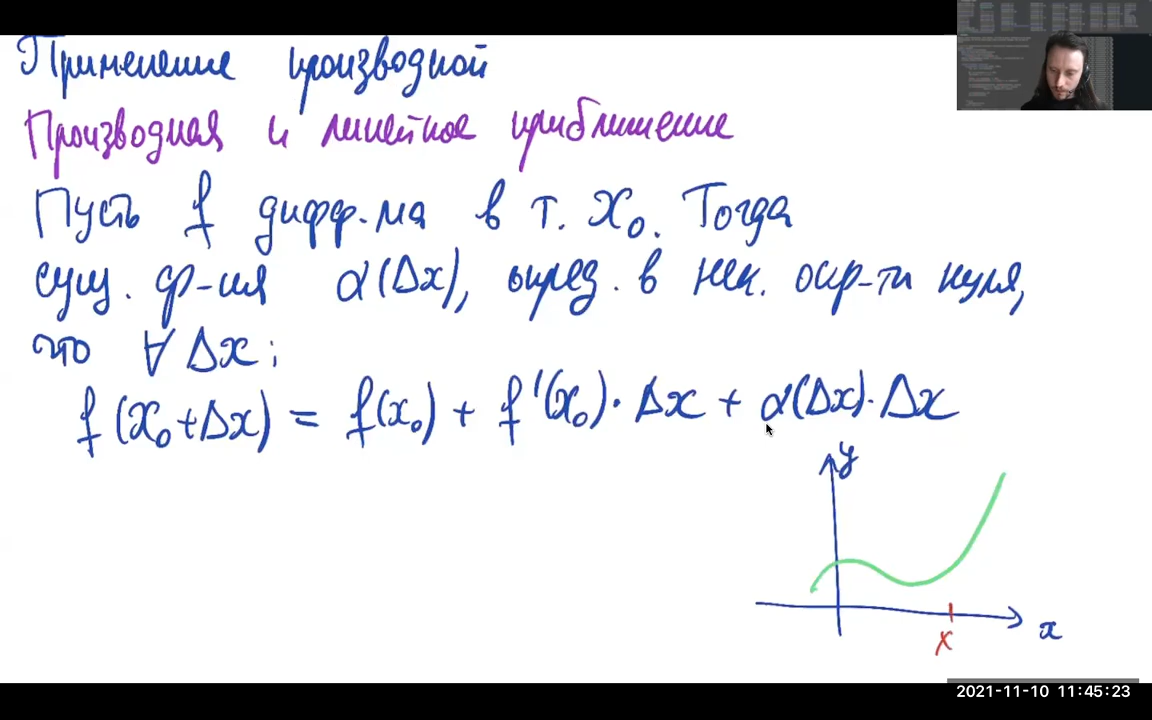 Применение производной
Производная и линейное приближение
Пусть f дифф-ма в т. x₀. Тогда
сущ. ф-ия α(Δx), опред. в нек. окр-ти нуля,
что ∀ Δx:
f(x₀+Δx) = f(x₀) + f'(x₀)·Δx + α(Δx)·Δx
y
x
x
2021-11-10 11:45:23